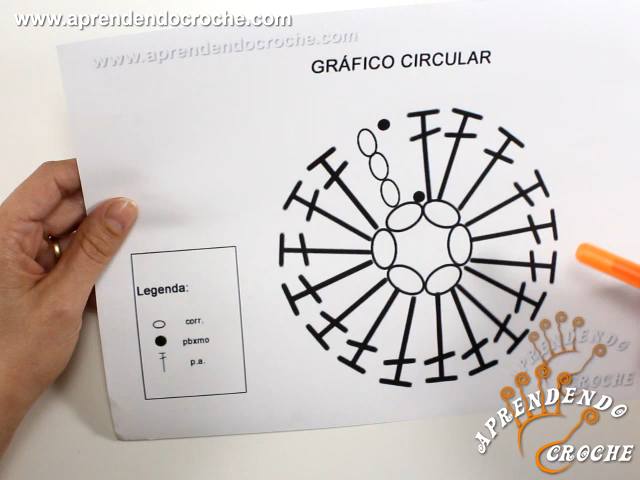 www.aprendendocroche.com
www.aprendendocroche.com
GRÁFICO CIRCULAR
Legenda:
corr.
pbxmo
p.a.
APRENDENDO
CROCHE
APRENDENDO
CROCHE